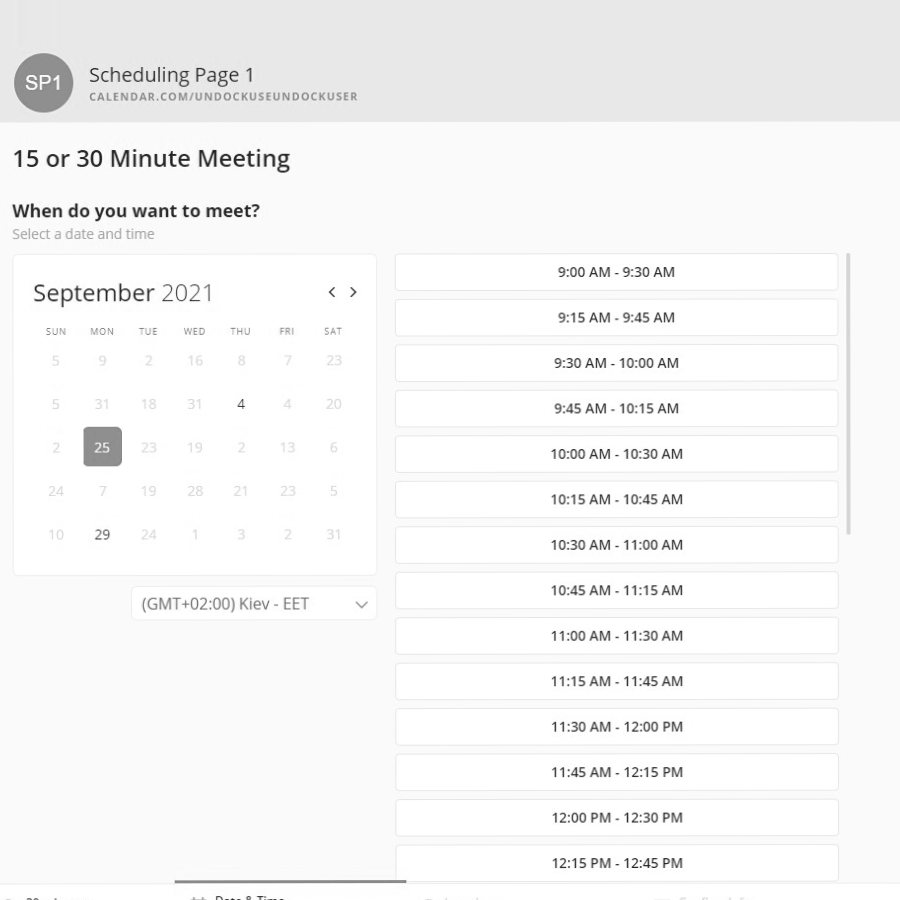 SP1
Scheduling Page 1
CALENDAR.COM/UNDOCKUSEUNDOCKUSER
15 or 30 Minute Meeting
When do you want to meet?
Select a date and time
September 2021
SUN MON TUE WED THU FRI SAT
5 9 2 16 8 7 23
5 31 18 31 4 4 20
2 25 23 19 2 13 6
24 7 19 28 21 23 5
10 29 24 1 3 2 31
(GMT+02:00) Kiev - EET
9:00 AM - 9:30 AM
9:15 AM - 9:45 AM
9:30 AM - 10:00 AM
9:45 AM - 10:15 AM
10:00 AM - 10:30 AM
10:15 AM - 10:45 AM
10:30 AM - 11:00 AM
10:45 AM - 11:15 AM
11:00 AM - 11:30 AM
11:15 AM - 11:45 AM
11:30 AM - 12:00 PM
11:45 AM - 12:15 PM
12:00 PM - 12:30 PM
12:15 PM - 12:45 PM
Date & Time